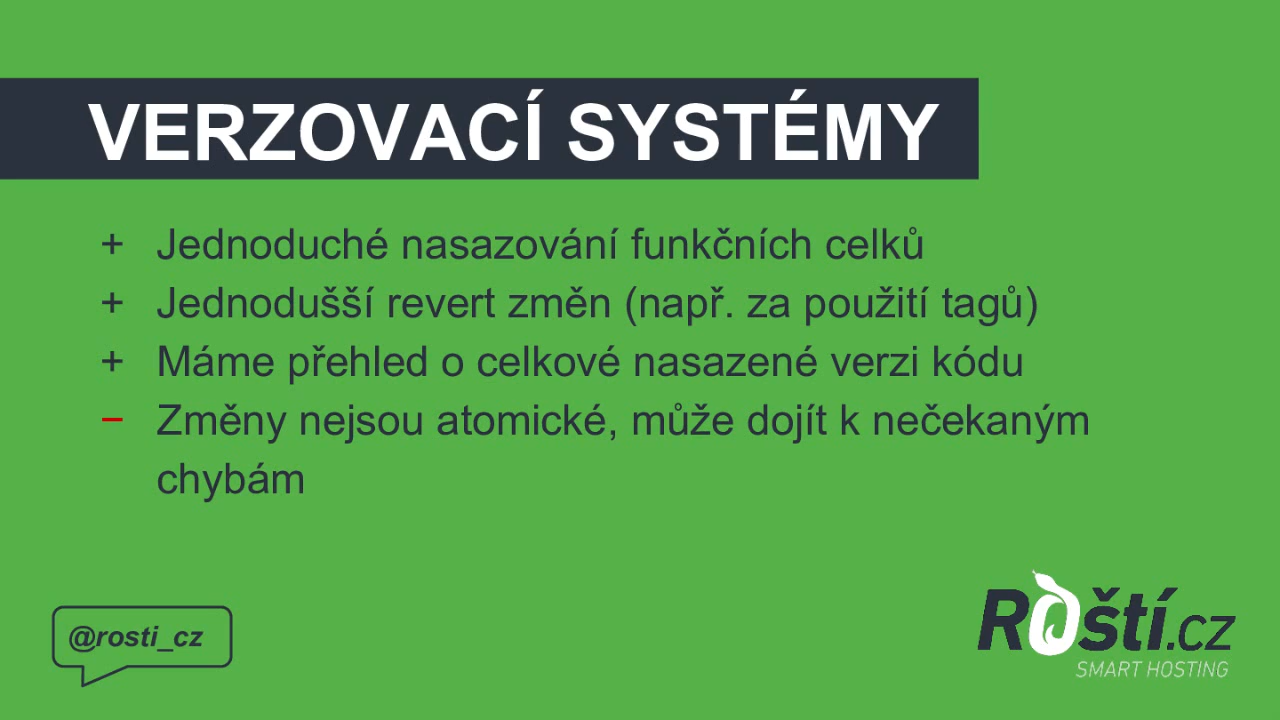 VERZOVACÍ SYSTÉMY
+ Jednoduché nasazování funkčních celků
+ Jednodušší revert změn (např. za použití tagů)
+ Máme přehled o celkové nasazené verzi kódu
− Změny nejsou atomické, může dojít k nečekaným
chybám
@rosti_cz
Roští.cz
SMART HOSTING